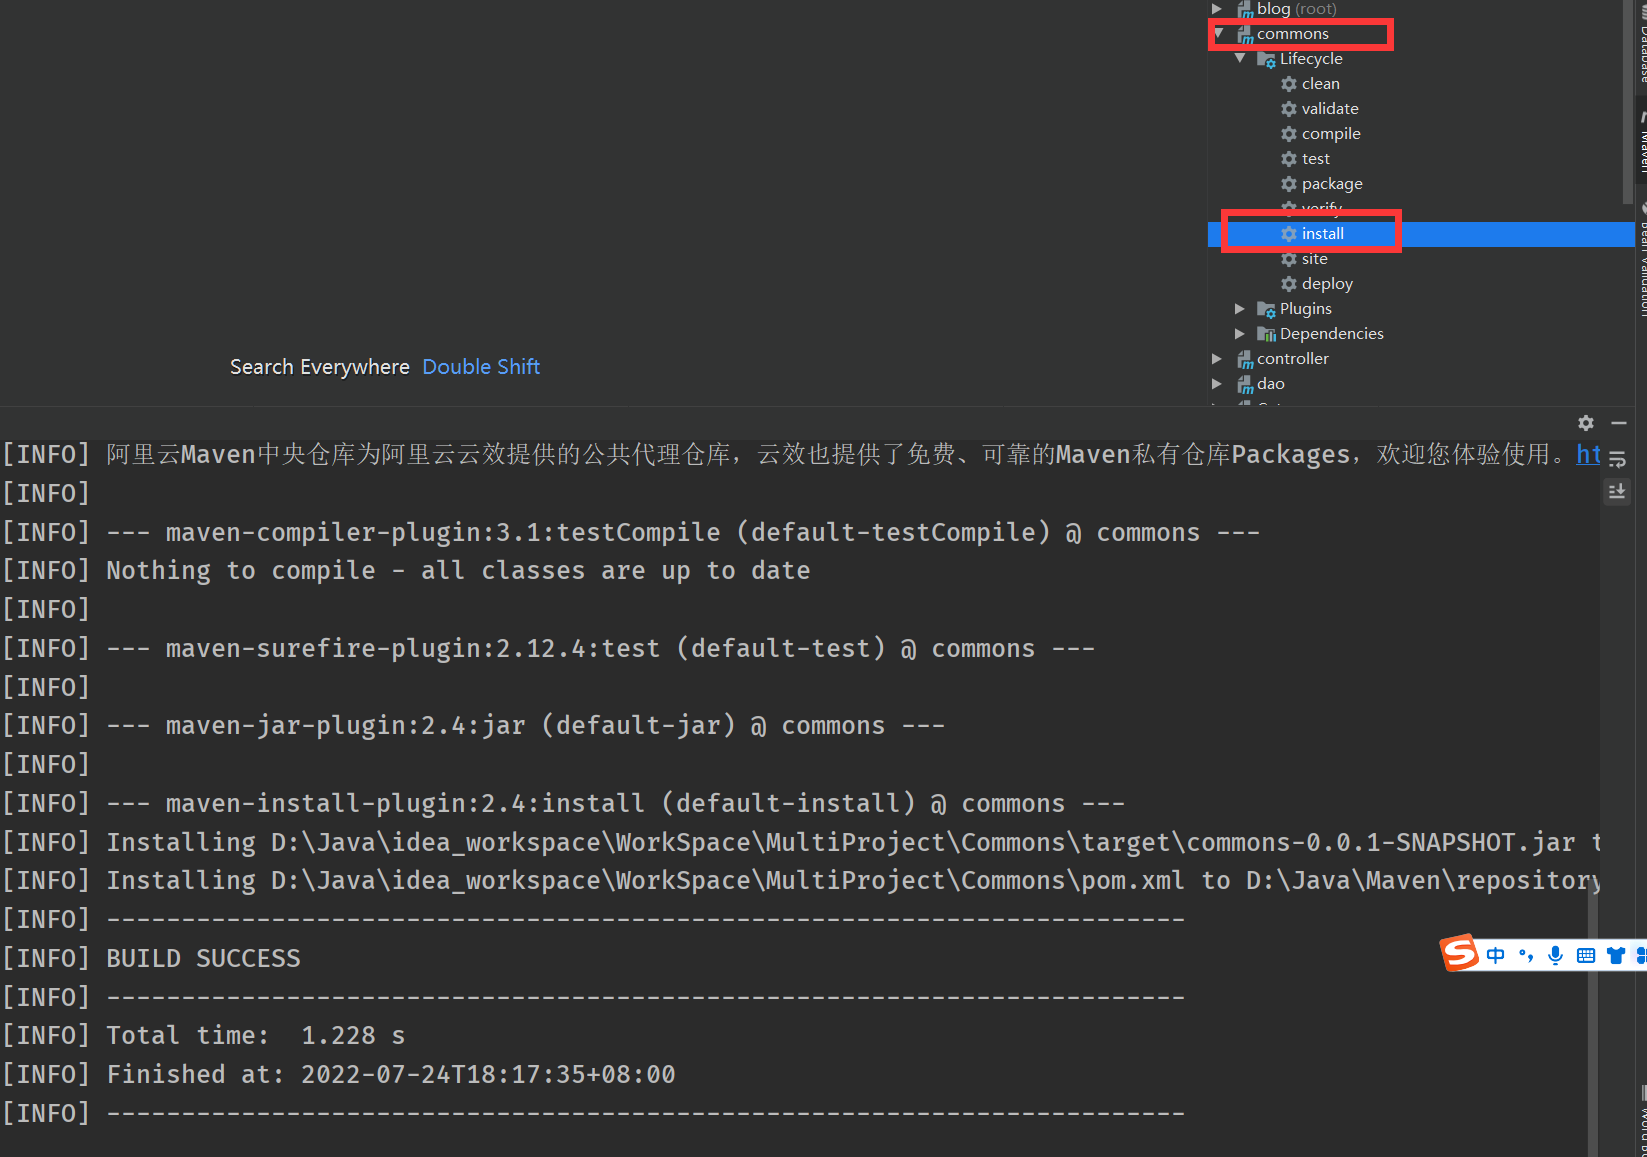 blog (root)
commons
Lifecycle
clean
validate
compile
test
package
verify
install
site
deploy
Plugins
Dependencies
controller
dao
Database
Maven
Bean Validation
Search Everywhere Double Shift
[INFO] 阿里云Maven中央仓库为阿里云云效提供的公共代理仓库，云效也提供了免费、可靠的Maven私有仓库Packages，欢迎您体验使用。ht
[INFO]
[INFO] --- maven-compiler-plugin:3.1:testCompile (default-testCompile) @ commons ---
[INFO] Nothing to compile - all classes are up to date
[INFO]
[INFO] --- maven-surefire-plugin:2.12.4:test (default-test) @ commons ---
[INFO]
[INFO] --- maven-jar-plugin:2.4:jar (default-jar) @ commons ---
[INFO]
[INFO] --- maven-install-plugin:2.4:install (default-install) @ commons ---
[INFO] Installing D:\Java\idea_workspace\WorkSpace\MultiProject\Commons\target\commons-0.0.1-SNAPSHOT.jar t
[INFO] Installing D:\Java\idea_workspace\WorkSpace\MultiProject\Commons\pom.xml to D:\Java\Maven\repository
[INFO] ------------------------------------------------------------------------
[INFO] BUILD SUCCESS
[INFO] ------------------------------------------------------------------------
[INFO] Total time:  1.228 s
[INFO] Finished at: 2022-07-24T18:17:35+08:00
[INFO] ------------------------------------------------------------------------
S中